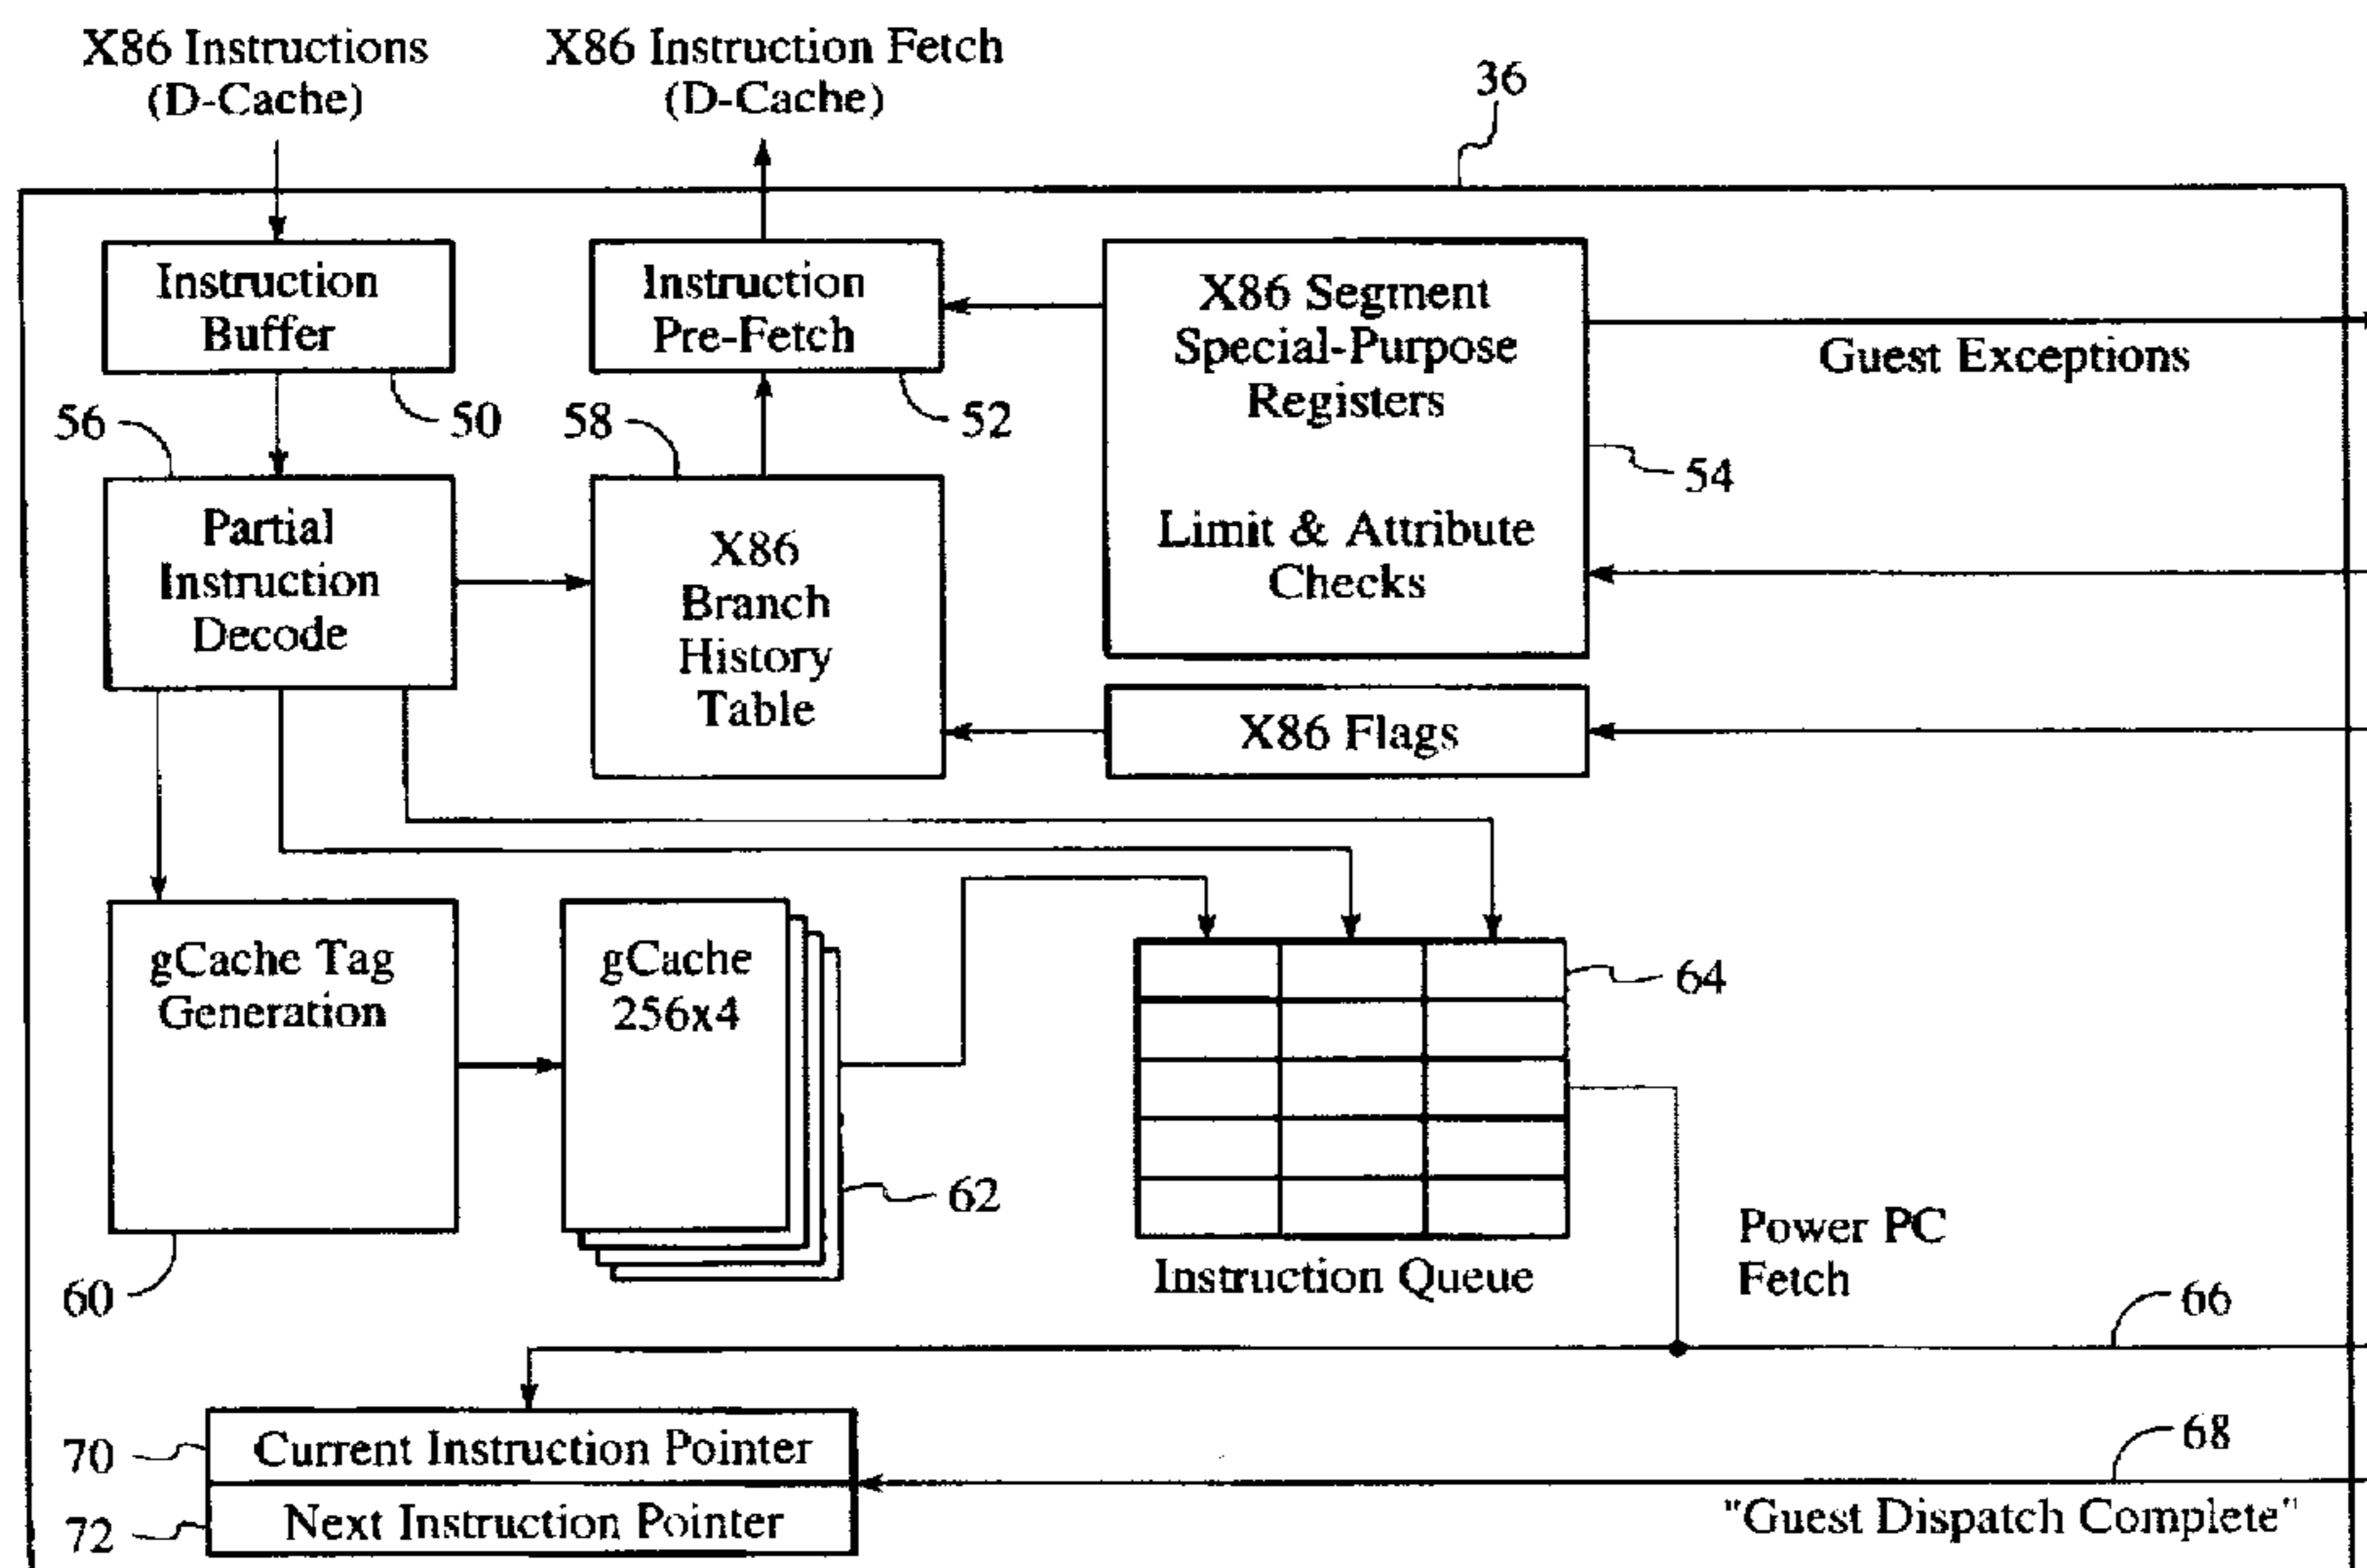 X86 Instructions
(D-Cache)
X86 Instruction Fetch
(D-Cache)
36
Instruction
Buffer
50
Instruction
Pre-Fetch
52
X86 Segment
Special-Purpose
Registers
Limit & Attribute
Checks
54
Guest Exceptions
56
Partial
Instruction
Decode
58
X86
Branch
History
Table
X86 Flags
gCache Tag
Generation
60
gCache
256x4
62
64
Instruction Queue
Power PC
Fetch
66
70
Current Instruction Pointer
68
72
Next Instruction Pointer
"Guest Dispatch Complete"